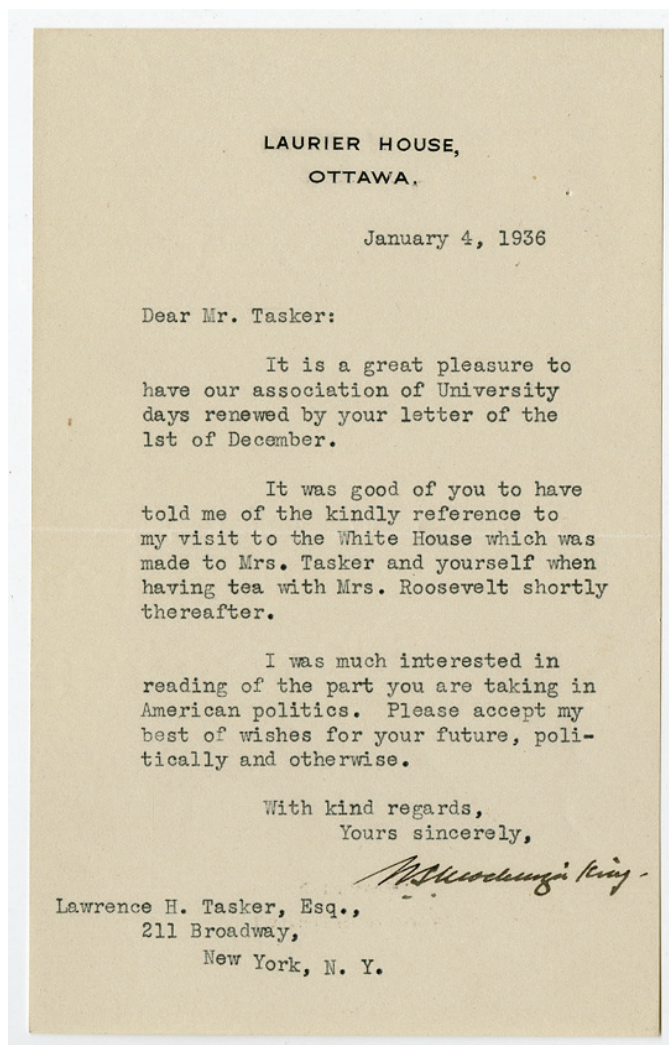 LAURIER HOUSE,
OTTAWA.
January 4, 1936
Dear Mr. Tasker:
It is a great pleasure to
have our association of University
days renewed by your letter of the
1st of December.
It was good of you to have
told me of the kindly reference to
my visit to the White House which was
made to Mrs. Tasker and yourself when
having tea with Mrs. Roosevelt shortly
thereafter.
I was much interested in
reading of the part you are taking in
American politics. Please accept my
best of wishes for your future, poli-
tically and otherwise.
With kind regards,
Yours sincerely,
W L Mackenzie King.
Lawrence H. Tasker, Esq.,
211 Broadway,
New York, N. Y.